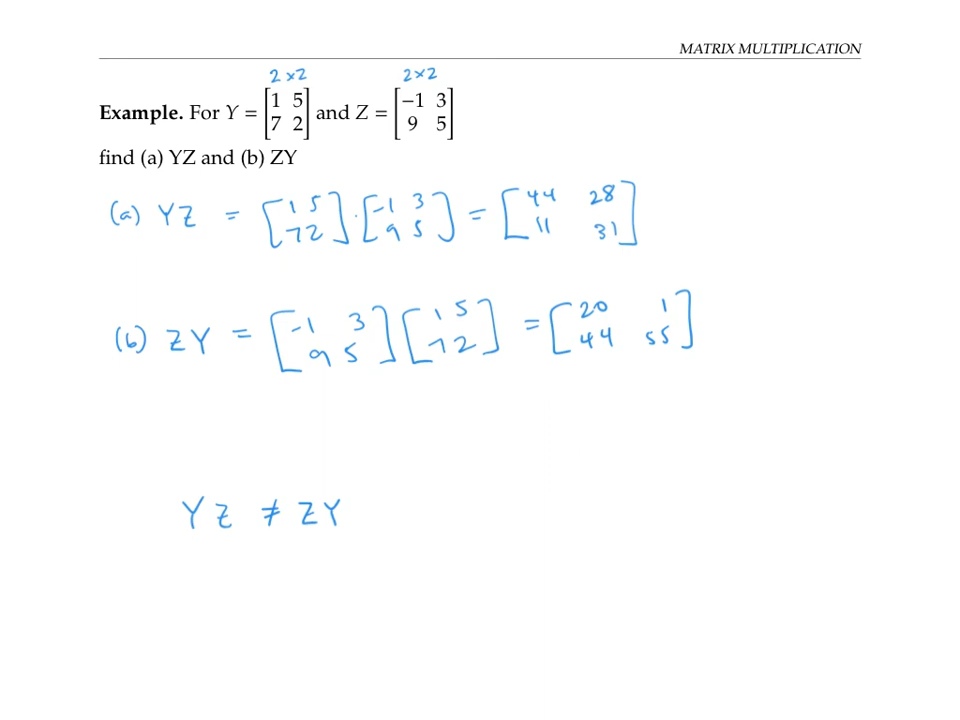 MATRIX MULTIPLICATION
2×2 2×2
Example. For Y = [1 5; 7 2] and Z = [−1 3; 9 5]
find (a) YZ and (b) ZY
(a) YZ = [1 5; 7 2] · [-1 3; 9 5] = [44 28; 11 31]
(b) ZY = [-1 3; 9 5] [1 5; 7 2] = [20 1; 44 55]
YZ ≠ ZY